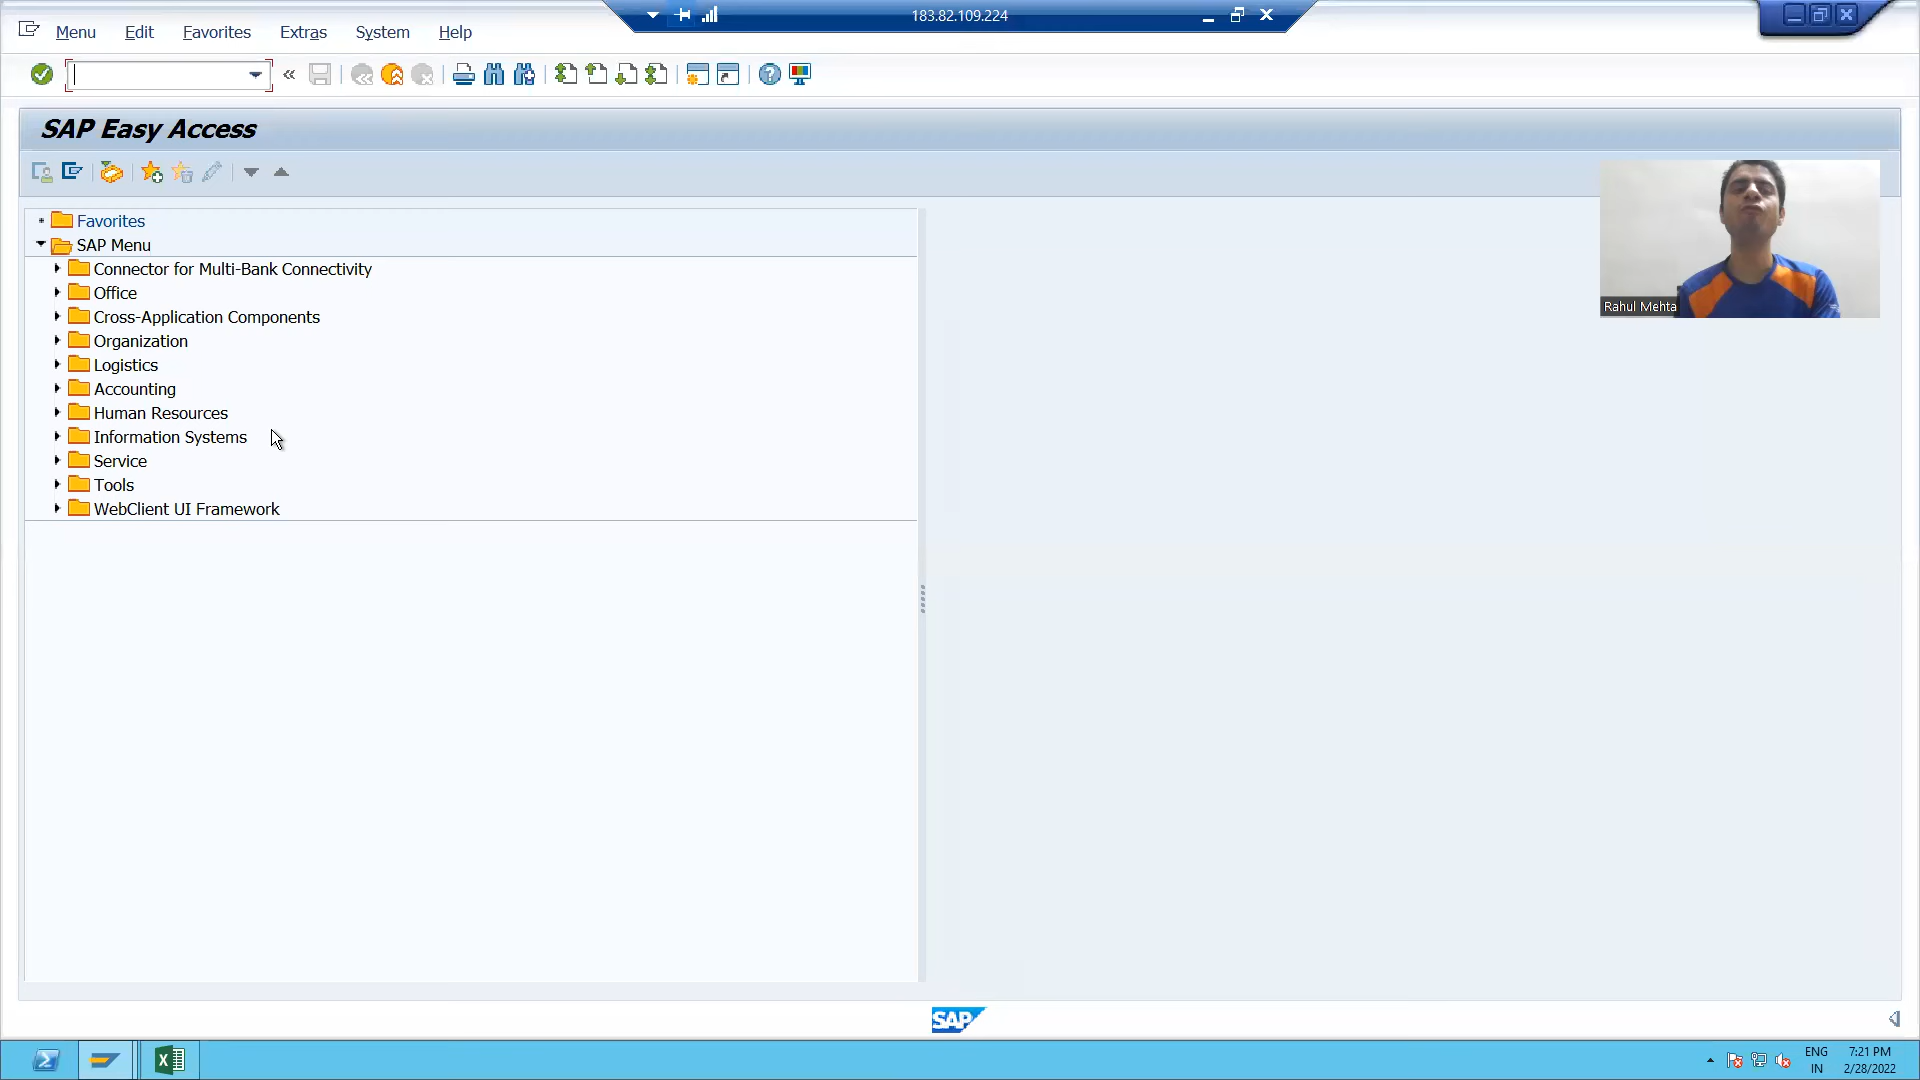 183.82.109.224
Menu Edit Favorites Extras System Help
SAP Easy Access
Favorites
SAP Menu
Connector for Multi-Bank Connectivity
Office
Cross-Application Components
Organization
Logistics
Accounting
Human Resources
Information Systems
Service
Tools
WebClient UI Framework
Rahul Mehta
SAP
ENG 7:21 PM
IN 2/28/2022